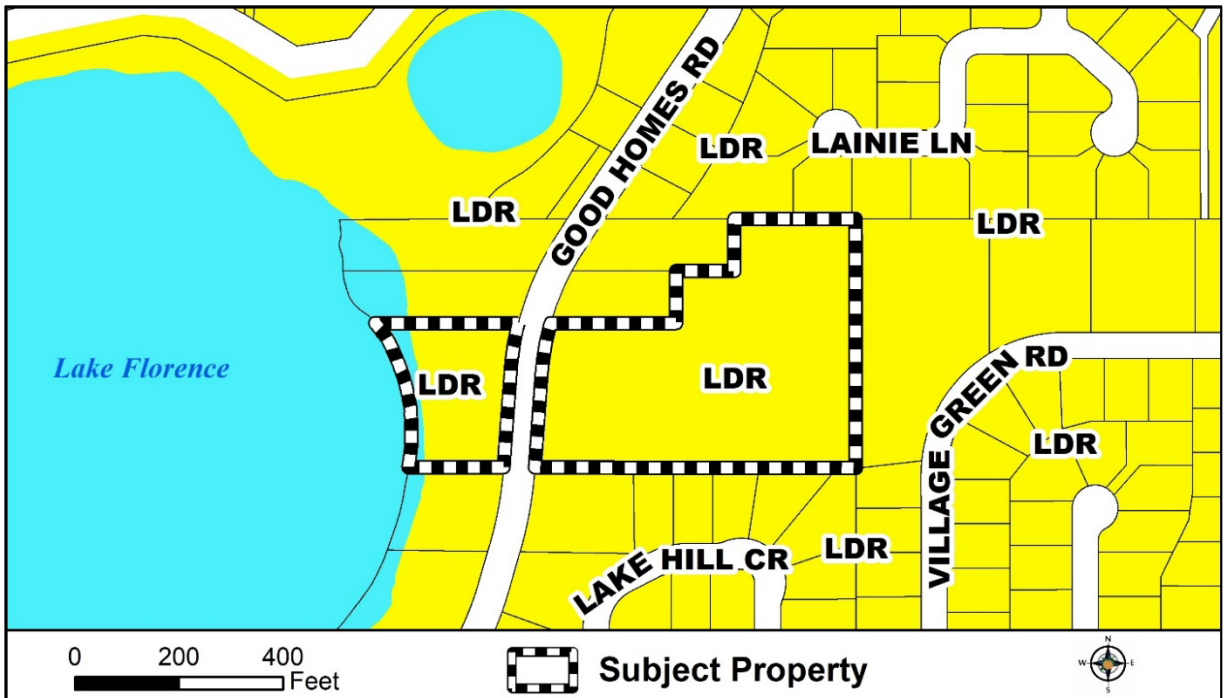 GOOD HOMES RD
LDR
LAINIE LN
LDR
LDR
Lake Florence
LDR
LDR
VILLAGE GREEN RD
LDR
LAKE HILL CR
LDR
0 200 400
Feet
Subject Property
N
W E
S